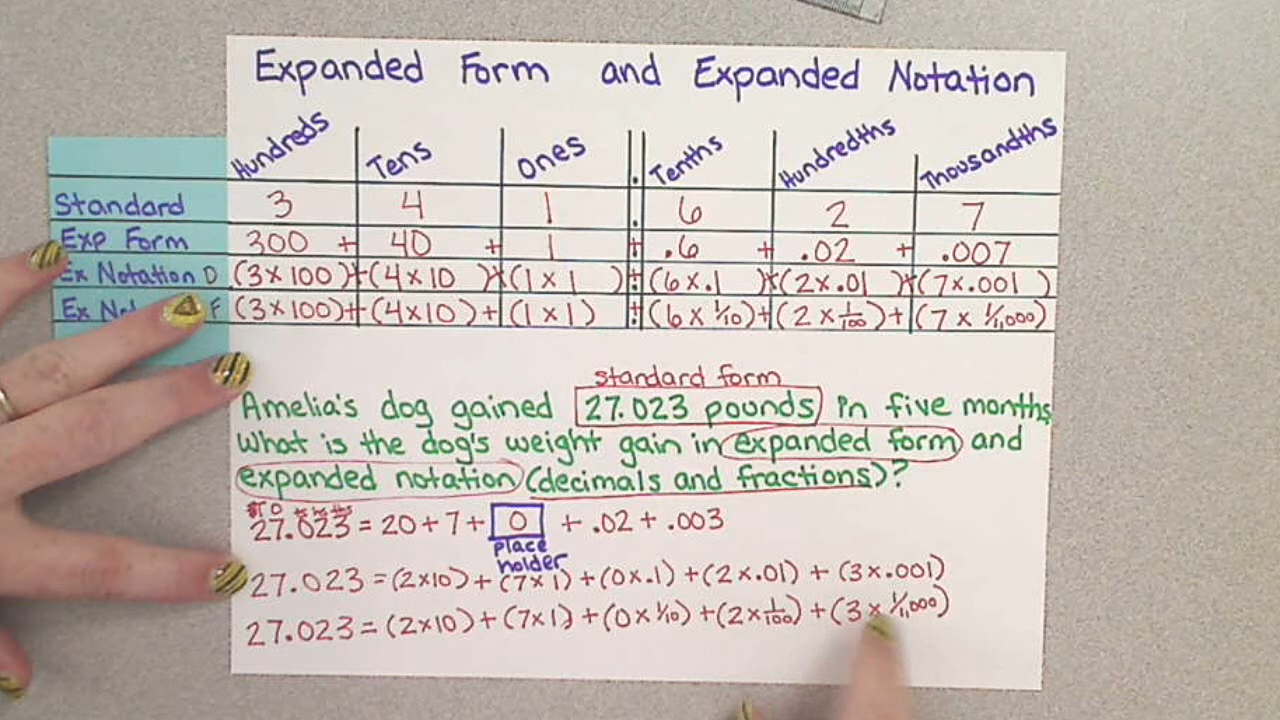 Expanded Form and Expanded Notation
Hundreds Tens Ones . Tenths Hundredths Thousandths
Standard 3 4 1 . 6 2 7
Exp Form 300 + 40 + 1 + .6 + .02 + .007
Ex Notation D (3×100)+(4×10)+(1×1)+(6×.1)+(2×.01)+(7×.001)
Ex F (3×100)+(4×10)+(1×1)+(6×1/10)+(2×1/100)+(7×1/1,000)
standard form
Amelia's dog gained 27.023 pounds in five months.
What is the dog's weight gain in expanded form and
expanded notation (decimals and fractions)?
27.023 = 20+7+ 0 + .02 + .003
place
holder
27.023 = (2×10) + (7×1) + (0×.1) + (2×.01) + (3×.001)
27.023 = (2×10) + (7×1) + (0×1/10) + (2×1/100) + (3×1/1,000)